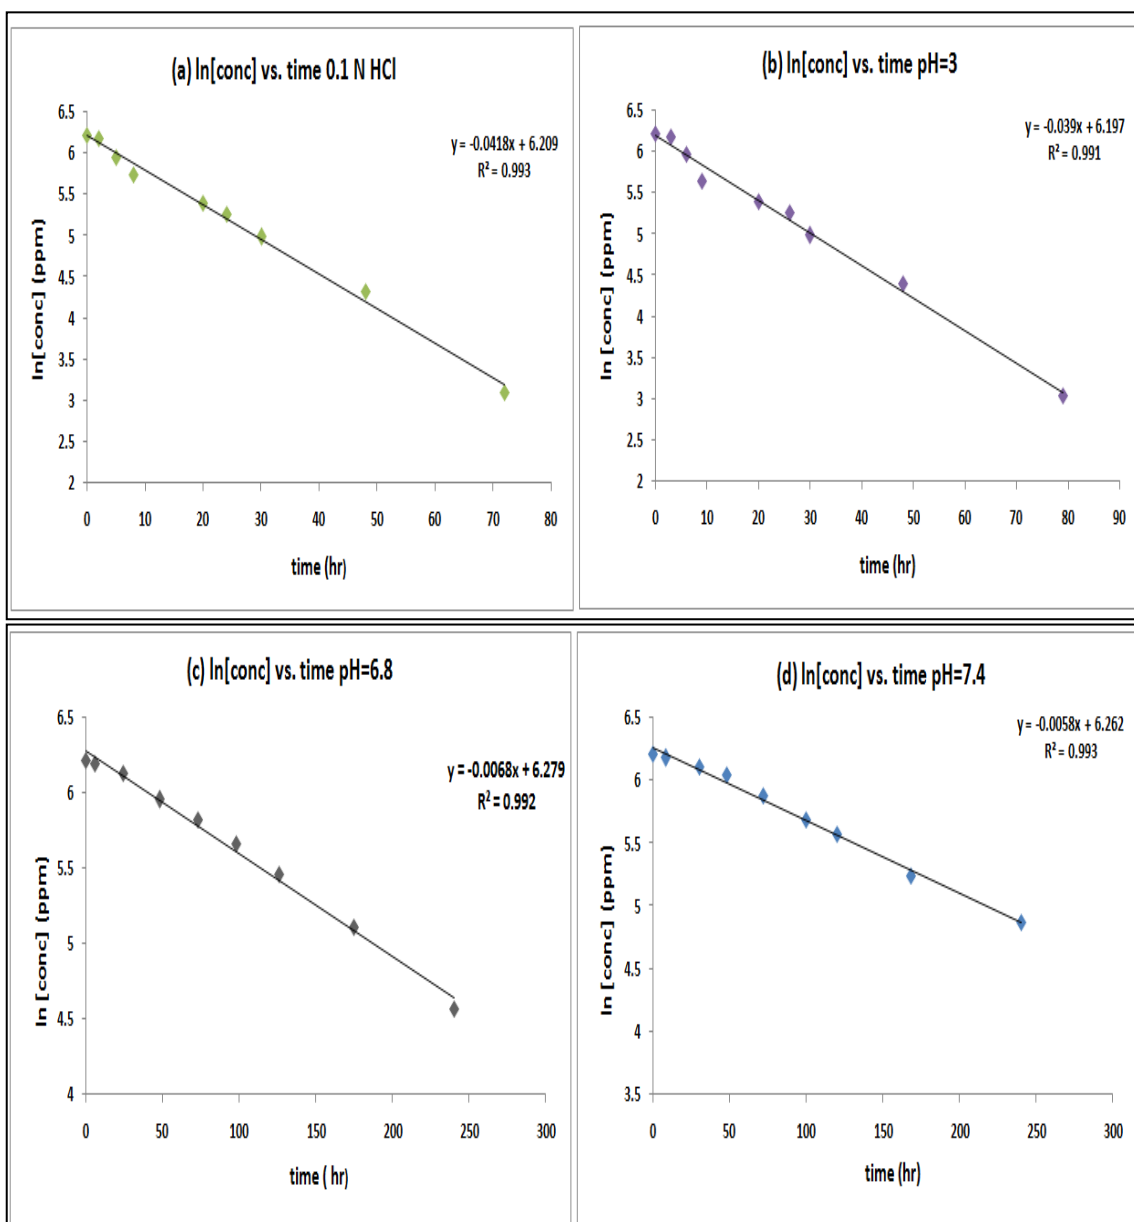 (a) ln[conc] vs. time 0.1 N HCl
y = -0.0418x + 6.209
R² = 0.993
6.5
6
5.5
5
4.5
4
3.5
3
2.5
2
ln[conc] (ppm)
0 10 20 30 40 50 60 70 80
time (hr)
(b) ln[conc] vs. time pH=3
y = -0.039x + 6.197
R² = 0.991
6.5
6
5.5
5
4.5
4
3.5
3
2.5
2
ln [conc] (ppm)
0 10 20 30 40 50 60 70 80 90
time (hr)
(c) ln[conc] vs. time pH=6.8
y = -0.0068x + 6.279
R² = 0.992
6.5
6
5.5
5
4.5
4
ln [conc] (ppm)
0 50 100 150 200 250 300
time ( hr)
(d) ln[conc] vs. time pH=7.4
y = -0.0058x + 6.262
R² = 0.993
6.5
6
5.5
5
4.5
4
3.5
ln [conc] (ppm)
0 50 100 150 200 250 300
time (hr)